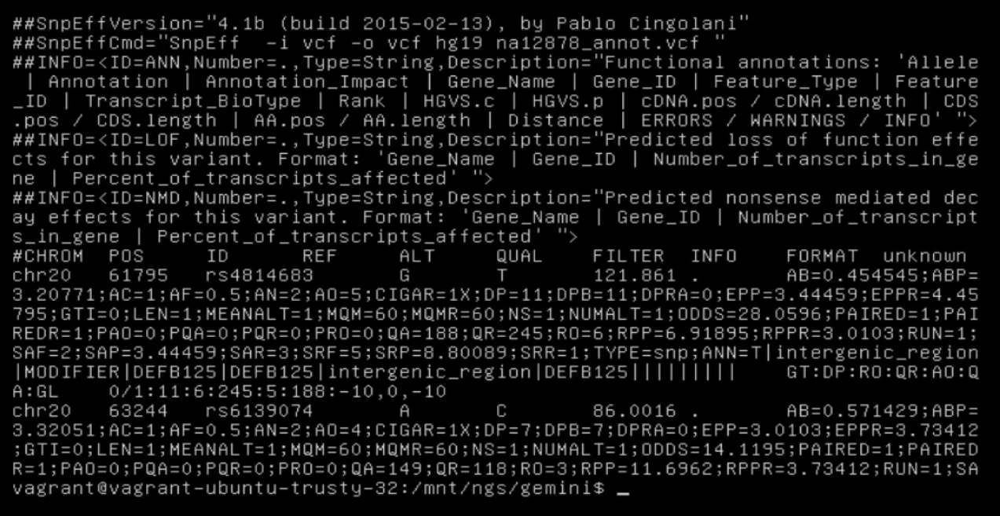 ##SnpEffVersion="4.1b (build 2015-02-13), by Pablo Cingolani"
##SnpEffCmd="SnpEff  -i vcf -o vcf hg19 na12878_annot.vcf "
##INFO=<ID=ANN,Number=.,Type=String,Description="Functional annotations: 'Allele
 | Annotation | Annotation_Impact | Gene_Name | Gene_ID | Feature_Type | Feature
_ID | Transcript_BioType | Rank | HGVS.c | HGVS.p | cDNA.pos / cDNA.length | CDS
.pos / CDS.length | AA.pos / AA.length | Distance | ERRORS / WARNINGS / INFO' ">
##INFO=<ID=LOF,Number=.,Type=String,Description="Predicted loss of function effe
cts for this variant. Format: 'Gene_Name | Gene_ID | Number_of_transcripts_in_ge
ne | Percent_of_transcripts_affected' ">
##INFO=<ID=NMD,Number=.,Type=String,Description="Predicted nonsense mediated dec
ay effects for this variant. Format: 'Gene_Name | Gene_ID | Number_of_transcript
s_in_gene | Percent_of_transcripts_affected' ">
#CHROM  POS     ID      REF     ALT     QUAL    FILTER  INFO    FORMAT  unknown
chr20   61795   rs4814683       G       T       121.861 .       AB=0.454545;ABP=
3.20771;AC=1;AF=0.5;AN=2;AO=5;CIGAR=1X;DP=11;DPB=11;DPRA=0;EPP=3.44459;EPPR=4.45
795;GTI=0;LEN=1;MEANALT=1;MQM=60;MQMR=60;NS=1;NUMALT=1;ODDS=28.0596;PAIRED=1;PAI
REDR=1;PAO=0;PQA=0;PQR=0;PRO=0;QA=188;QR=245;RO=6;RPP=6.91895;RPPR=3.0103;RUN=1;
SAF=2;SAP=3.44459;SAR=3;SRF=5;SRP=8.80089;SRR=1;TYPE=snp;ANN=T|intergenic_region
|MODIFIER|DEFB125|DEFB125|intergenic_region|DEFB125|||||||||    GT:DP:RO:QR:AO:Q
A:GL    0/1:11:6:245:5:188:-10,0,-10
chr20   63244   rs6139074       A       C       86.0016 .       AB=0.571429;ABP=
3.32051;AC=1;AF=0.5;AN=2;AO=4;CIGAR=1X;DP=7;DPB=7;DPRA=0;EPP=3.0103;EPPR=3.73412
;GTI=0;LEN=1;MEANALT=1;MQM=60;MQMR=60;NS=1;NUMALT=1;ODDS=14.1195;PAIRED=1;PAIRED
R=1;PAO=0;PQA=0;PQR=0;PRO=0;QA=149;QR=118;RO=3;RPP=11.6962;RPPR=3.73412;RUN=1;SA
vagrant@vagrant-ubuntu-trusty-32:/mnt/ngs/gemini$ _